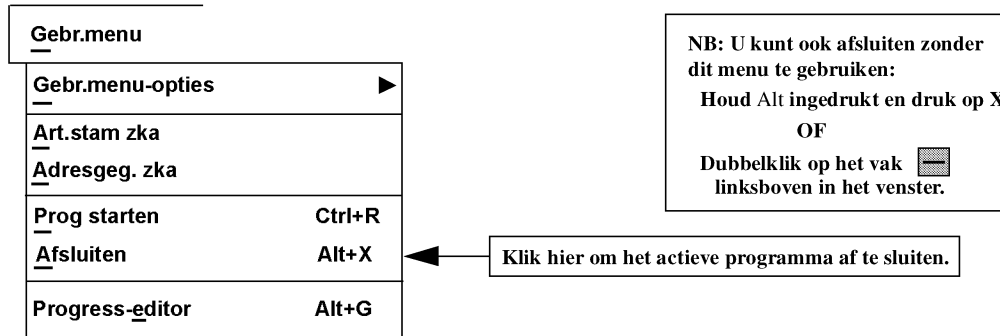 Gebr.menu
Gebr.menu-opties
Art.stam zka
Adresgeg. zka
Prog starten Ctrl+R
Afsluiten Alt+X
Progress-editor Alt+G
NB: U kunt ook afsluiten zonder
dit menu te gebruiken:
Houd Alt ingedrukt en druk op X
OF
Dubbelklik op het vak
linksboven in het venster.
Klik hier om het actieve programma af te sluiten.